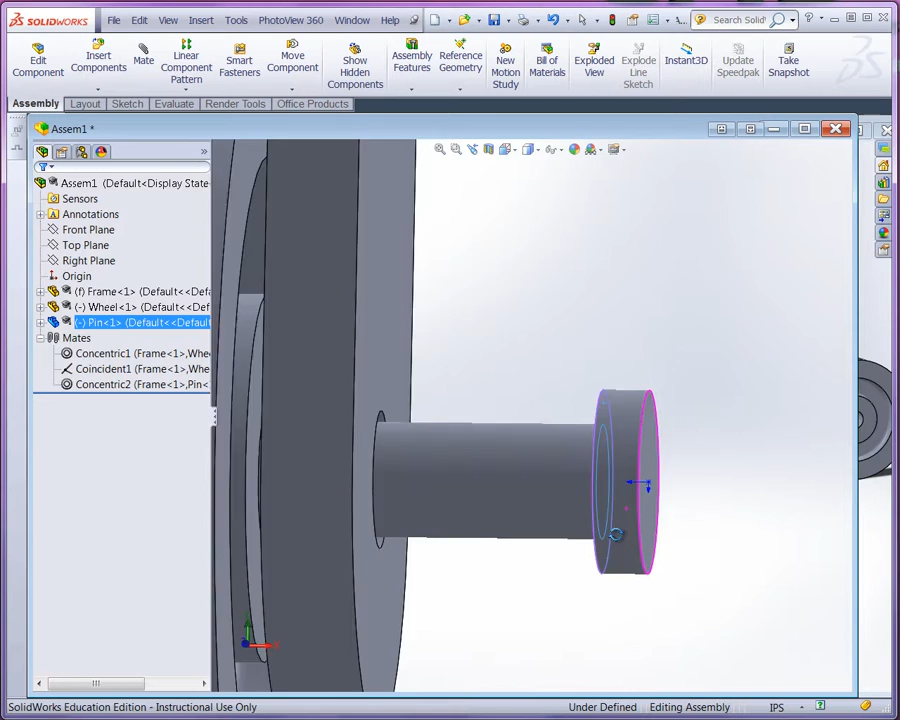 SOLIDWORKS File Edit View Insert Tools PhotoView 360 Window Help Search Solid
Edit Component
Insert Components
Mate
Linear Component Pattern
Smart Fasteners
Move Component
Show Hidden Components
Assembly Features
Reference Geometry
New Motion Study
Bill of Materials
Exploded View
Explode Line Sketch
Instant3D
Update Speedpak
Take Snapshot
Assembly Layout Sketch Evaluate Render Tools Office Products
Assem1 *
Assem1 (Default<Display State-
Sensors
Annotations
Front Plane
Top Plane
Right Plane
Origin
(f) Frame<1> (Default<<Defa
(-) Wheel<1> (Default<<Def
(-) Pin<1> (Default<<Default
Mates
Concentric1 (Frame<1>,Whe
Coincident1 (Frame<1>,Whe
Concentric2 (Frame<1>,Pin<
SolidWorks Education Edition - Instructional Use Only Under Defined Editing Assembly IPS